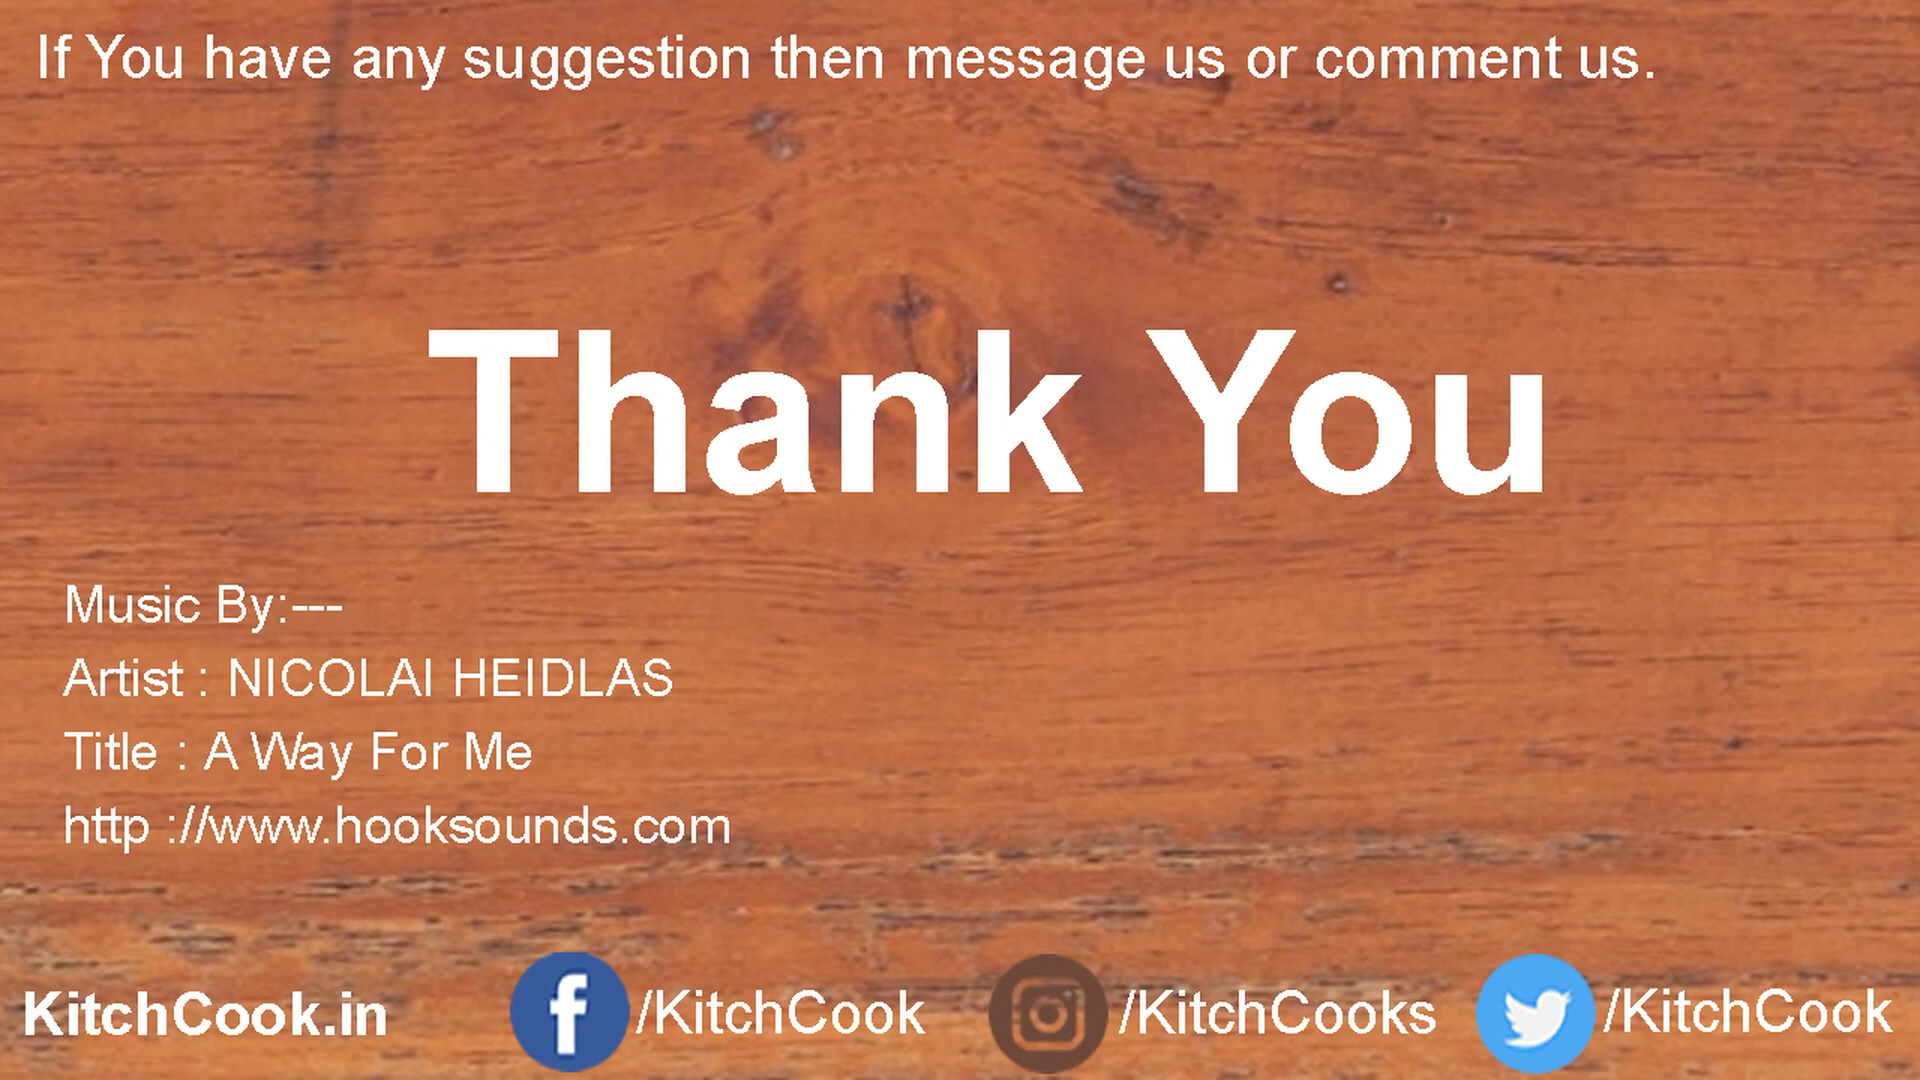 If You have any suggestion then message us or comment us.
Thank You
Music By:---
Artist : NICOLAI HEIDLAS
Title : A Way For Me
http ://www.hooksounds.com
KitchCook.in /KitchCook /KitchCooks /KitchCook